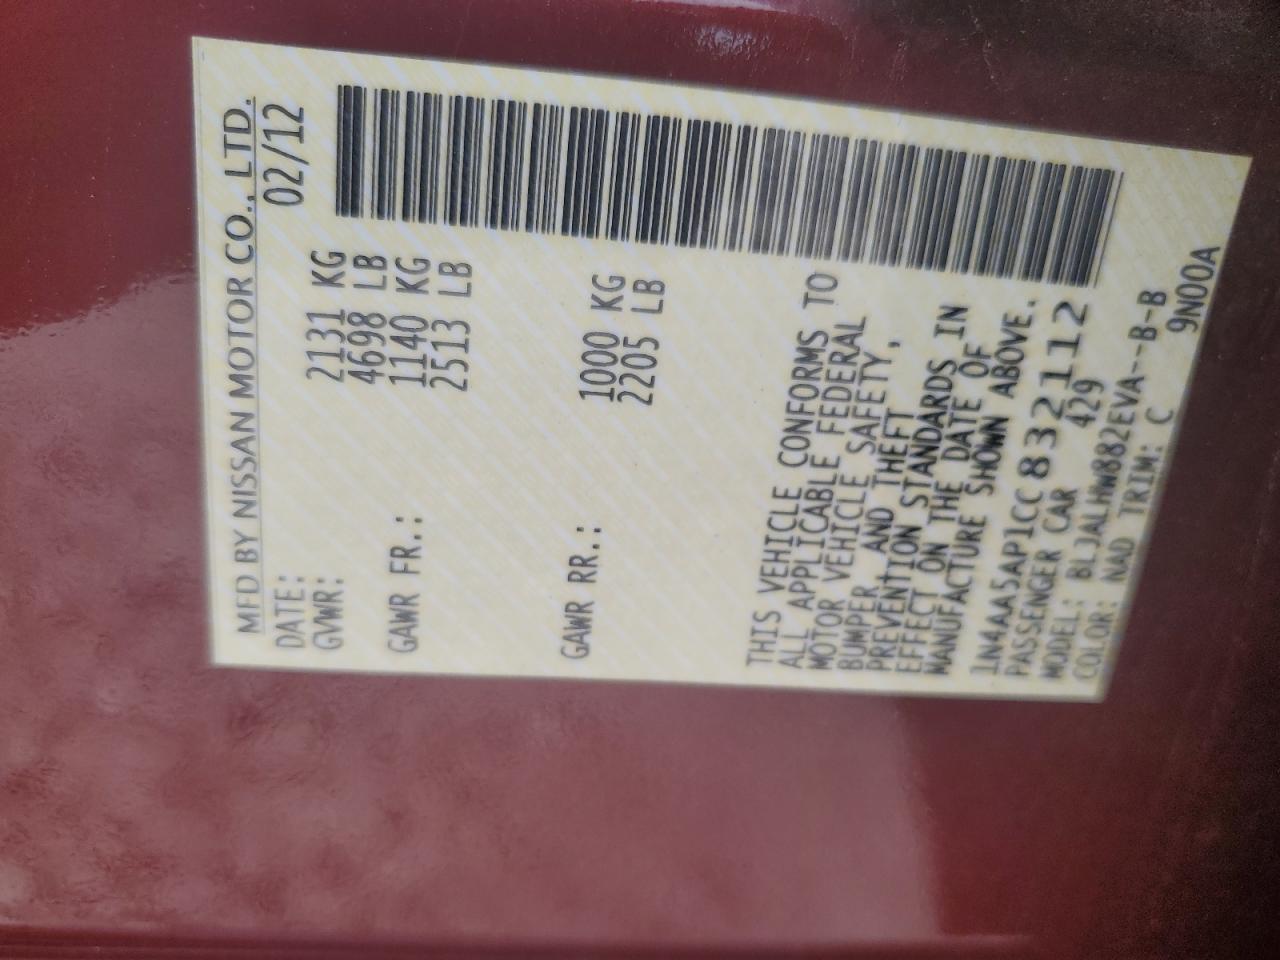 MFD BY NISSAN MOTOR CO., LTD.
DATE: 02/12
GVWR: 2131 KG
4698 LB
GAWR FR.: 1140 KG
2513 LB
GAWR RR.: 1000 KG
2205 LB
THIS VEHICLE CONFORMS TO
ALL APPLICABLE FEDERAL
MOTOR VEHICLE SAFETY,
BUMPER AND THEFT
PREVENTION STANDARDS IN
EFFECT ON THE DATE OF
MANUFACTURE SHOWN ABOVE.
1N4AA5AP1CC832112
PASSENGER CAR 429
MODEL: BLJALHW882EVA--B-B
COLOR: NAD TRIM: C 9N00A